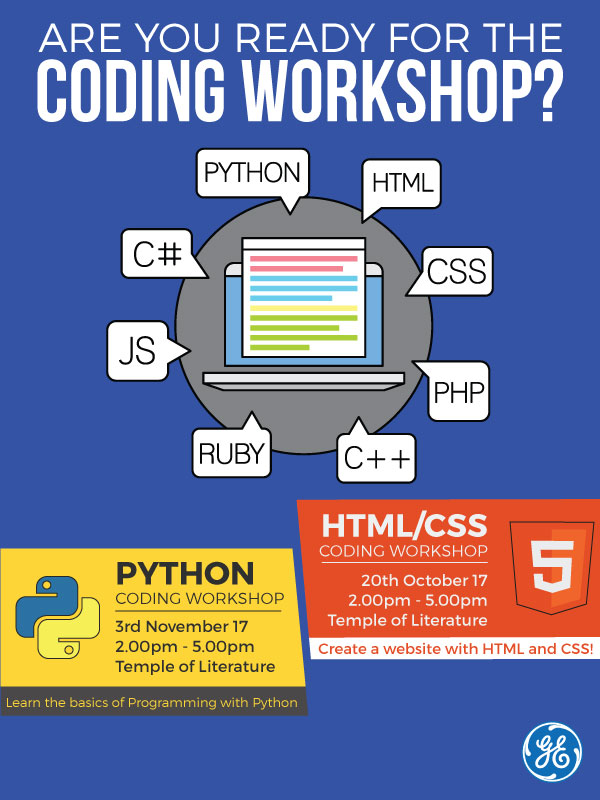 ARE YOU READY FOR THE
CODING WORKSHOP?
PYTHON
HTML
C#
CSS
JS
PHP
RUBY
C++
HTML/CSS
CODING WORKSHOP
20th October 17
2.00pm - 5.00pm
Temple of Literature
Create a website with HTML and CSS!
5
PYTHON
CODING WORKSHOP
3rd November 17
2.00pm - 5.00pm
Temple of Literature
Learn the basics of Programming with Python
GE